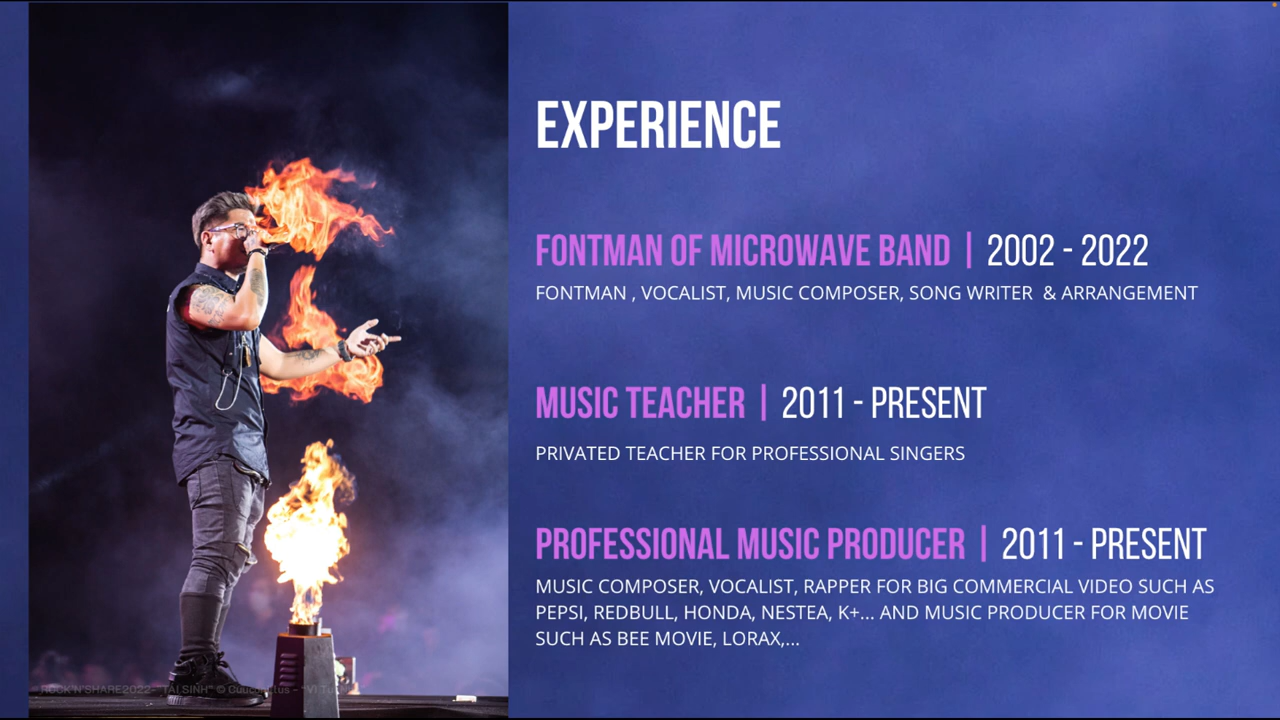 EXPERIENCE
FONTMAN OF MICROWAVE BAND | 2002 - 2022
FONTMAN , VOCALIST, MUSIC COMPOSER, SONG WRITER & ARRANGEMENT
MUSIC TEACHER | 2011 - PRESENT
PRIVATED TEACHER FOR PROFESSIONAL SINGERS
PROFESSIONAL MUSIC PRODUCER | 2011 - PRESENT
MUSIC COMPOSER, VOCALIST, RAPPER FOR BIG COMMERCIAL VIDEO SUCH AS
PEPSI, REDBULL, HONDA, NESTEA, K+... AND MUSIC PRODUCER FOR MOVIE
SUCH AS BEE MOVIE, LORAX,...
ROCK'N'SHARE2022